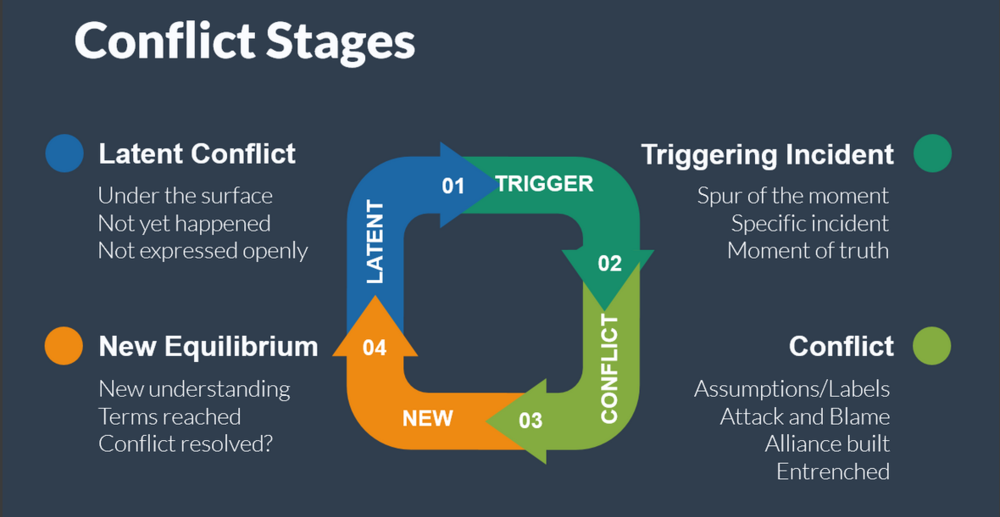 Conflict Stages
Latent Conflict
Under the surface
Not yet happened
Not expressed openly
Triggering Incident
Spur of the moment
Specific incident
Moment of truth
01
TRIGGER
LATENT
02
04
CONFLICT
NEW
03
New Equilibrium
New understanding
Terms reached
Conflict resolved?
Conflict
Assumptions/Labels
Attack and Blame
Alliance built
Entrenched